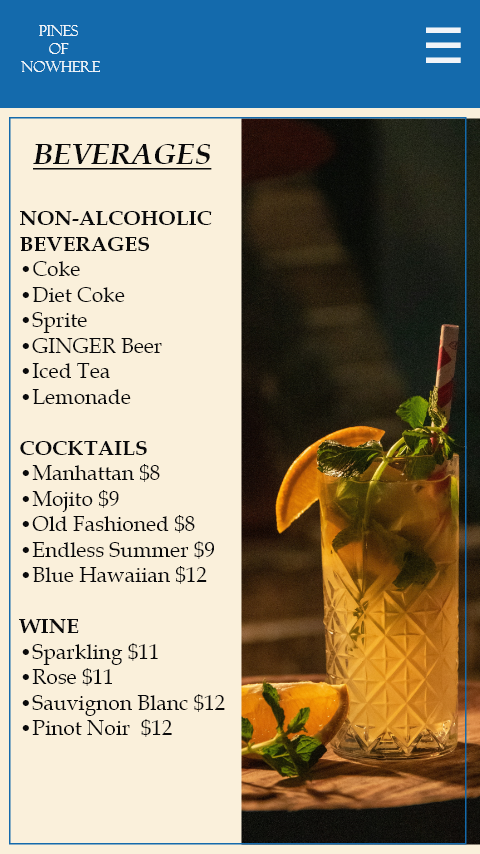 PINES
OF
NOWHERE
BEVERAGES
NON-ALCOHOLIC
BEVERAGES
•Coke
•Diet Coke
•Sprite
•GINGER Beer
•Iced Tea
•Lemonade
COCKTAILS
•Manhattan $8
•Mojito $9
•Old Fashioned $8
•Endless Summer $9
•Blue Hawaiian $12
WINE
•Sparkling $11
•Rose $11
•Sauvignon Blanc $12
•Pinot Noir  $12